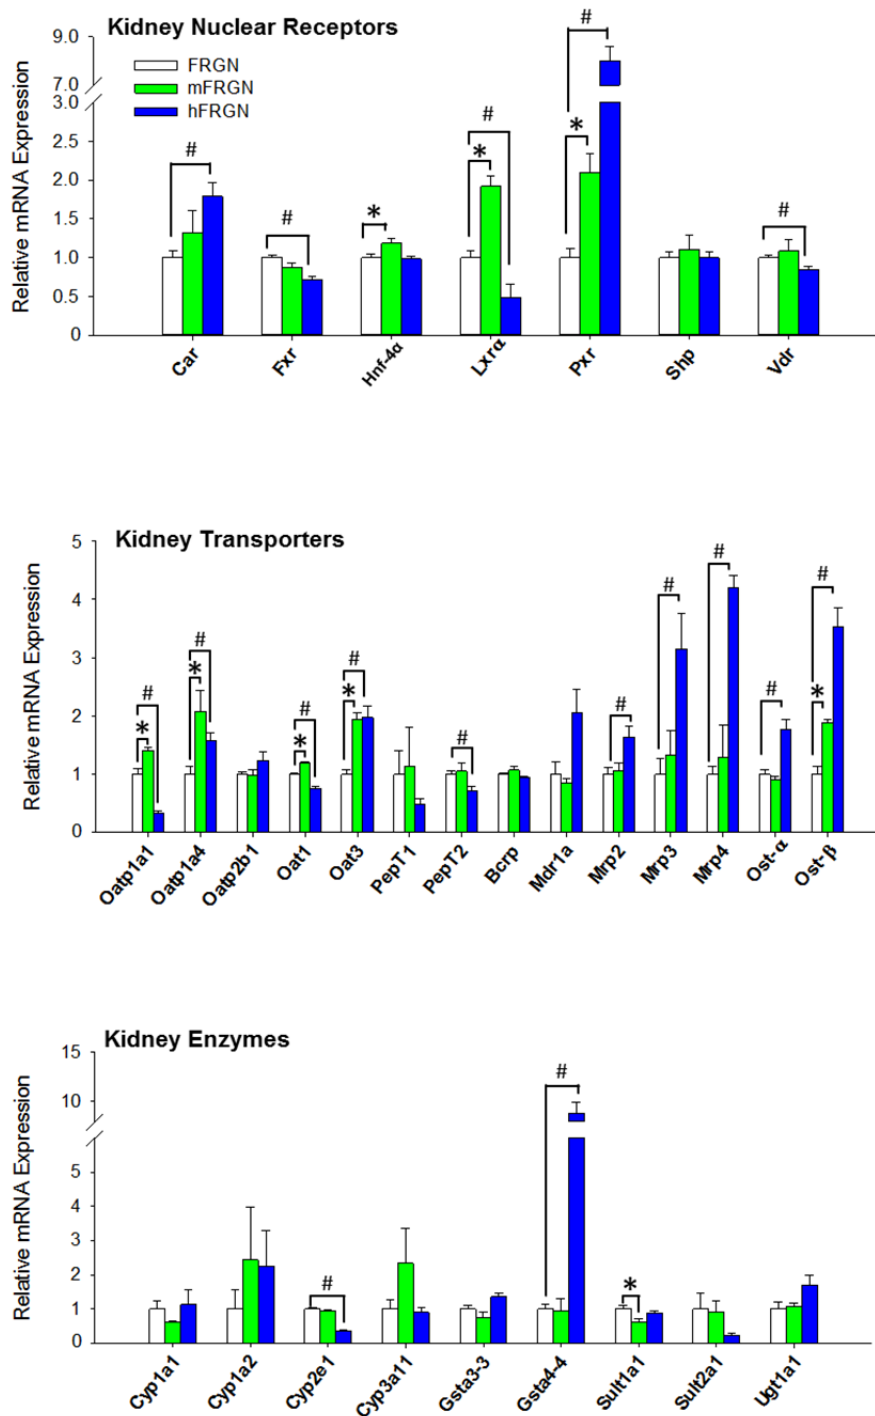 Kidney Nuclear Receptors
FRGN
mFRGN
hFRGN
Relative mRNA Expression
9.0
7.0
3.0
2.5
2.0
1.5
1.0
0.5
0
#
#
*
#
*
#
*
#
Car
Fxr
Hnf-4α
Lxrα
Pxr
Shp
Vdr
Kidney Transporters
Relative mRNA Expression
5
4
3
2
1
0
#
*
#
*
#
*
#
*
#
#
#
#
#
#
*
Oatp1a1
Oatp1a4
Oatp2b1
Oat1
Oat3
PepT1
PepT2
Bcrp
Mdr1a
Mrp2
Mrp3
Mrp4
Ost-α
Ost-β
Kidney Enzymes
Relative mRNA Expression
15
10
5
4
3
2
1
0
#
#
*
Cyp1a1
Cyp1a2
Cyp2e1
Cyp3a11
Gsta3-3
Gsta4-4
Sult1a1
Sult2a1
Ugt1a1